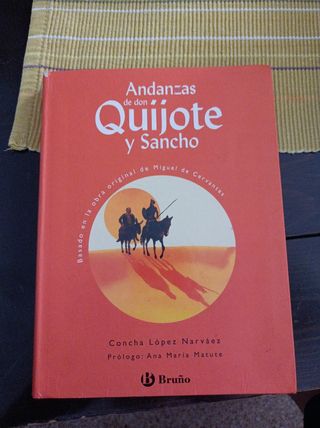 Andanzas
de don
Quijote
y Sancho
Basado en la obra original de Miguel de Cervantes
Concha López Narváez
Prólogo: Ana María Matute
B Bruño